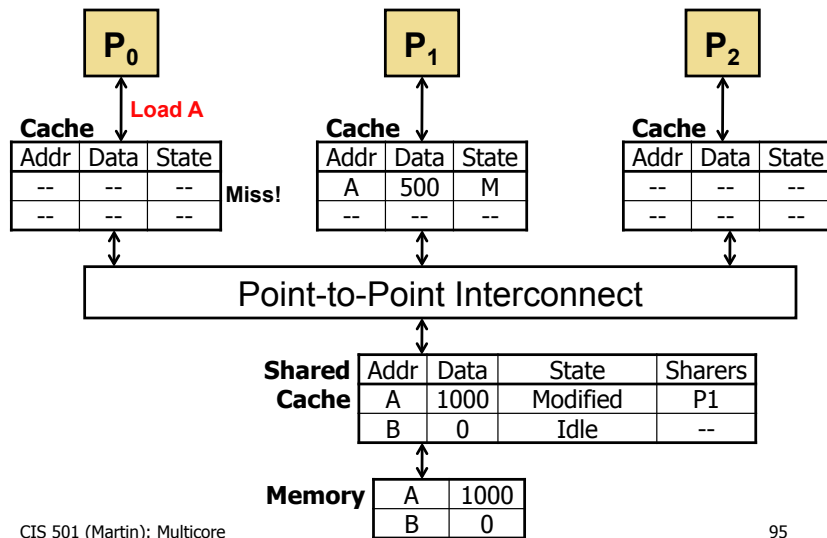 P0 P1 P2
Load A
Cache Cache Cache
Addr Data State Addr Data State Addr Data State
-- -- -- Miss! A 500 M -- -- --
-- -- -- -- -- -- -- -- --
Point-to-Point Interconnect
Shared Addr Data State Sharers
Cache A 1000 Modified P1
B 0 Idle --
Memory A 1000
B 0
CIS 501 (Martin): Multicore 95